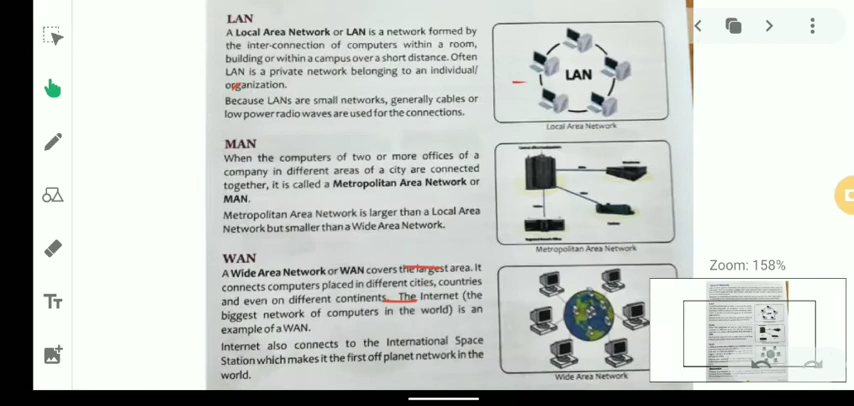 LAN
A Local Area Network or LAN is a network formed by
the inter-connection of computers within a room,
building or within a campus over a short distance. Often
LAN is a private network belonging to an individual/
organization.
Because LANs are small networks, generally cables or
low power radio waves are used for the connections.
LAN
Local Area Network
MAN
When the computers of two or more offices of a
company in different areas of a city are connected
together, it is called a Metropolitan Area Network or
MAN.
Metropolitan Area Network is larger than a Local Area
Network but smaller than a Wide Area Network.
Metropolitan Area Network
WAN
A Wide Area Network or WAN covers the largest area. It
connects computers placed in different cities, countries
and even on different continents. The Internet (the
biggest network of computers in the world) is an
example of a WAN.
Internet also connects to the International Space
Station which makes it the first off planet network in the
world.
Wide Area Network
Zoom: 158%
Tт